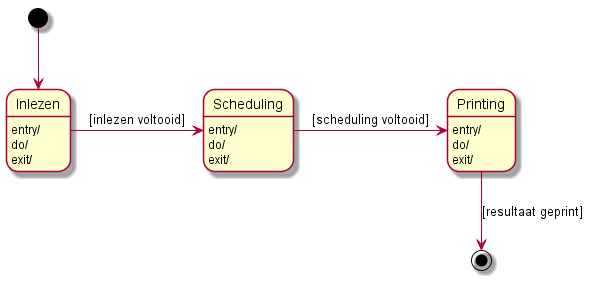 Inlezen
entry/
do/
exit/
[inlezen voltooid]
Scheduling
entry/
do/
exit/
[scheduling voltooid]
Printing
entry/
do/
exit/
[resultaat geprint]